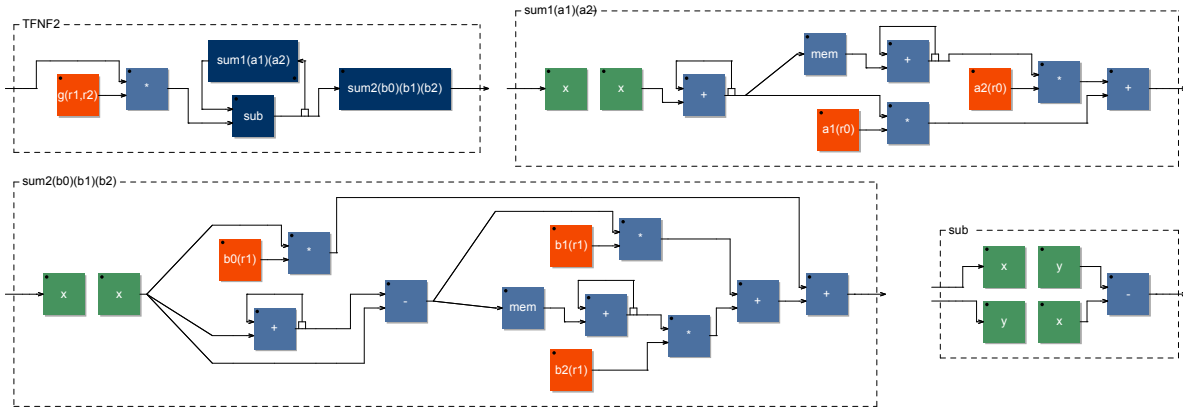 TFNF2
g(r1,r2)
*
sum1(a1)(a2)
sub
sum2(b0)(b1)(b2)
sum1(a1)(a2)
x
x
+
mem
+
a2(r0)
*
a1(r0)
*
+
sum2(b0)(b1)(b2)
x
x
b0(r1)
*
+
-
b1(r1)
*
mem
+
b2(r1)
*
+
+
sub
x
y
y
x
-